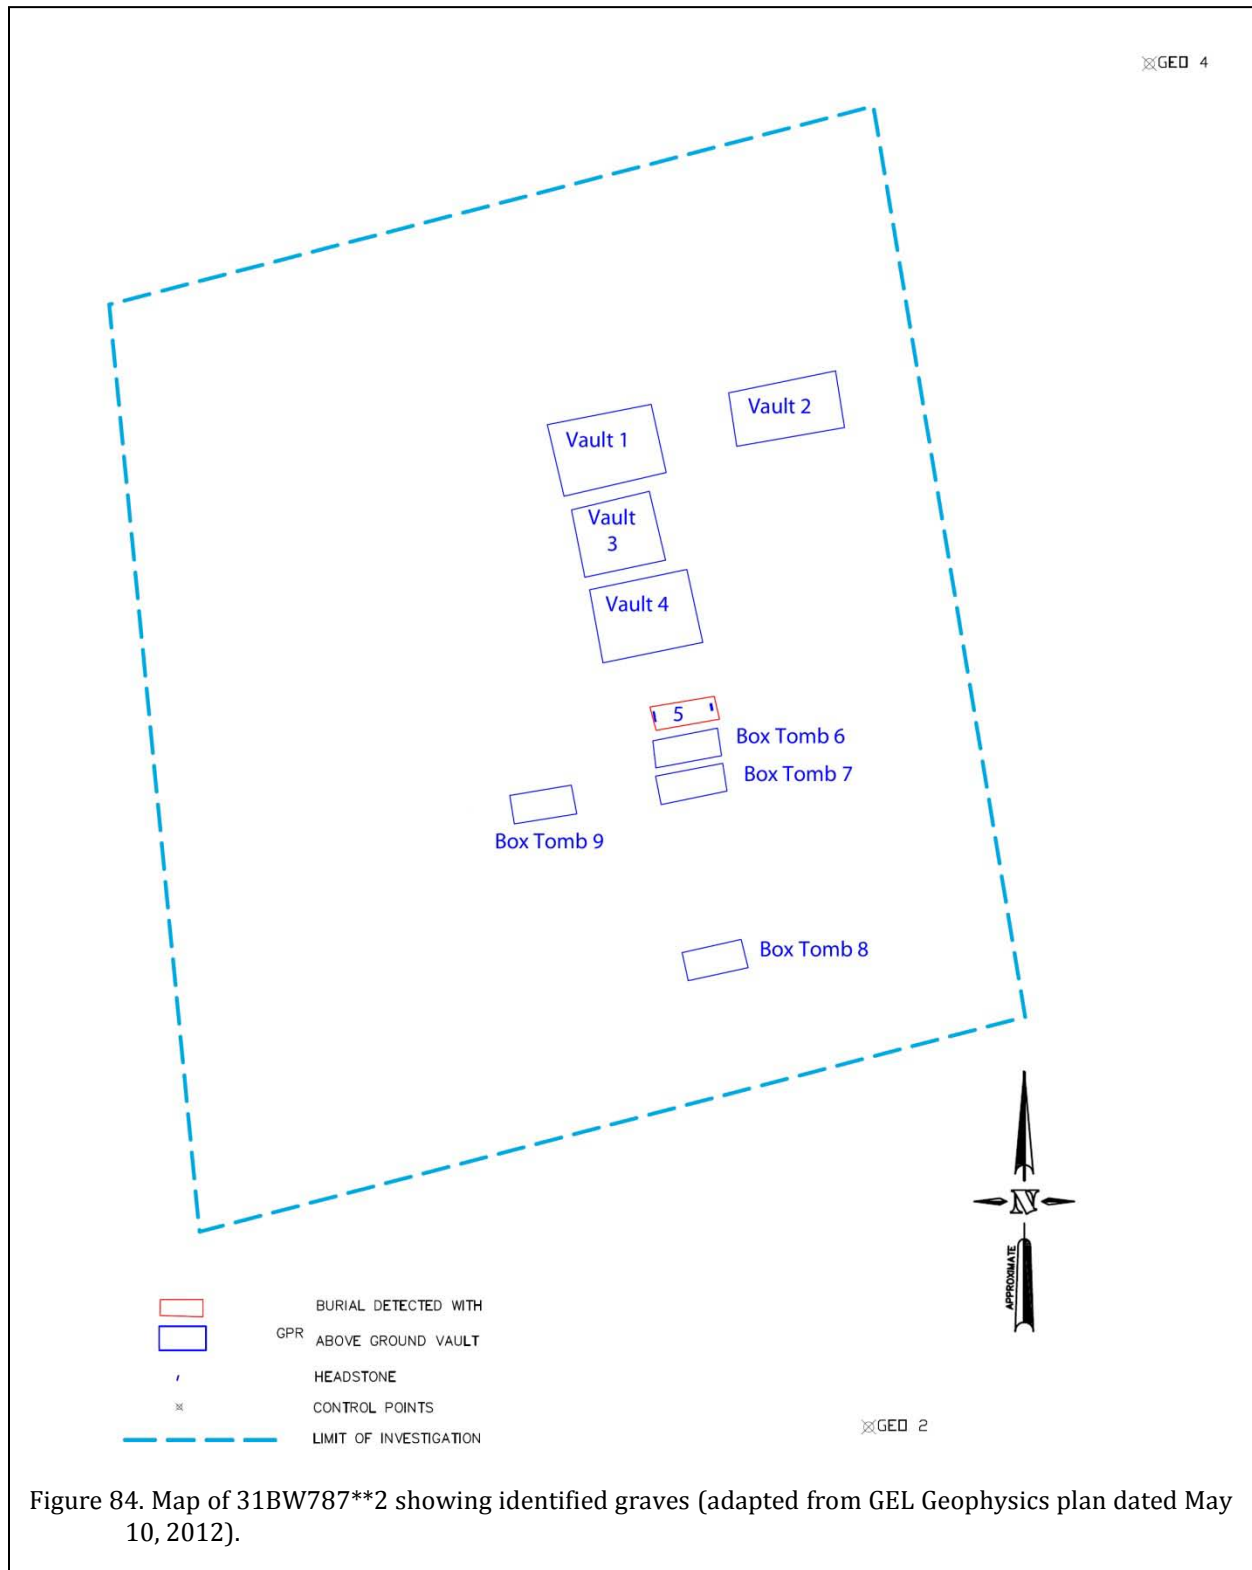 GEO 4
Vault 2
Vault 1
Vault
3
Vault 4
5
Box Tomb 6
Box Tomb 7
Box Tomb 9
Box Tomb 8
N
APPROXIMATE
BURIAL DETECTED WITH
GPR
ABOVE GROUND VAULT
HEADSTONE
CONTROL POINTS
LIMIT OF INVESTIGATION
GEO 2
Figure 84. Map of 31BW787**2 showing identified graves (adapted from GEL Geophysics plan dated May
10, 2012).